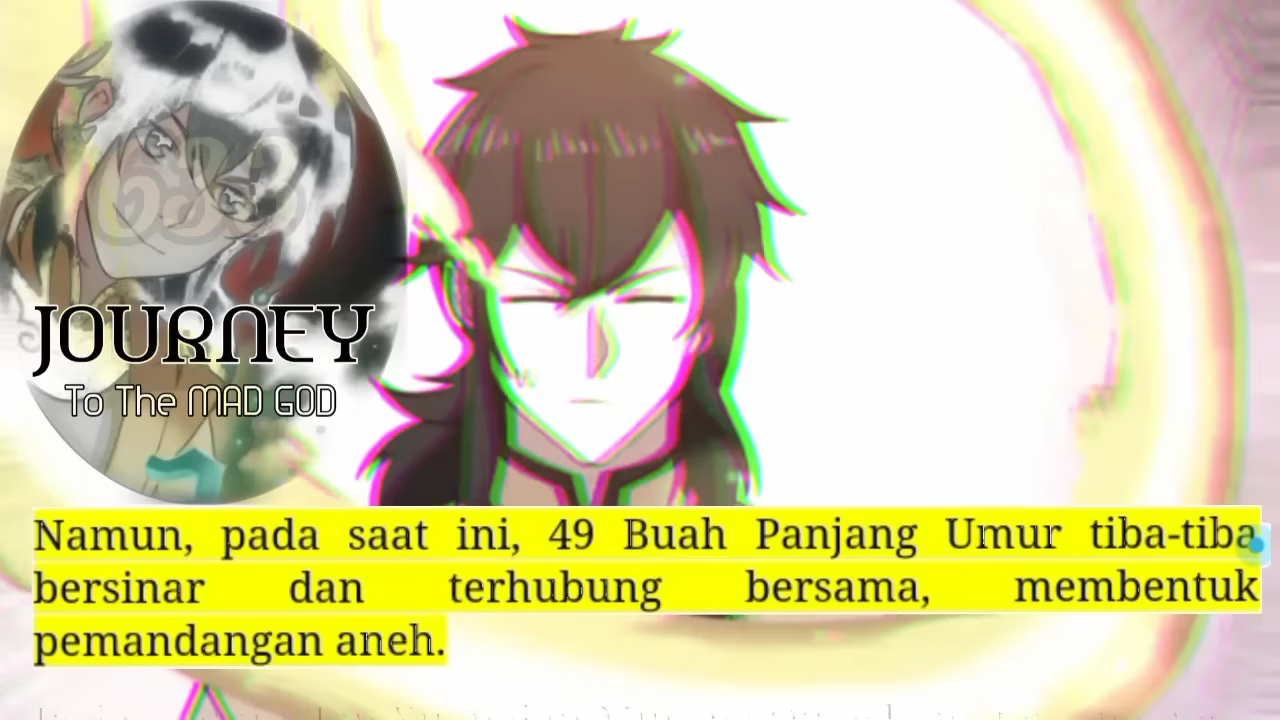 JOURNEY
To The MAD GOD
Namun, pada saat ini, 49 Buah Panjang Umur tiba-tiba
bersinar dan terhubung bersama, membentuk
pemandangan aneh.